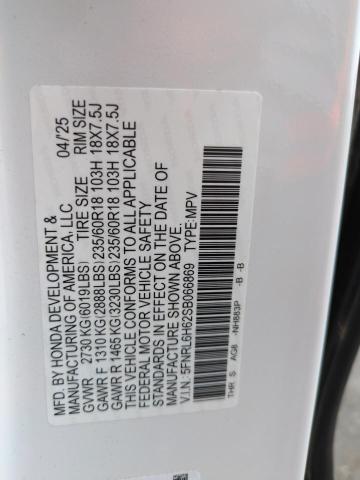 MFD. BY HONDA DEVELOPMENT & 04/25
MANUFACTURING OF AMERICA, LLC
GVWR 2730 KG(6019LBS) TIRE SIZE RIM SIZE
GAWR F 1310 KG(2888LBS)235/60R18 103H 18X7.5J
GAWR R 1465 KG(3230LBS)235/60R18 103H 18X7.5J
THIS VEHICLE CONFORMS TO ALL APPLICABLE
FEDERAL MOTOR VEHICLE SAFETY
STANDARDS IN EFFECT ON THE DATE OF
MANUFACTURE SHOWN ABOVE.
V.I.N. 5FNRL6H62SB066869 TYPE: MPV
THR S AG8 -NH883P -B -B